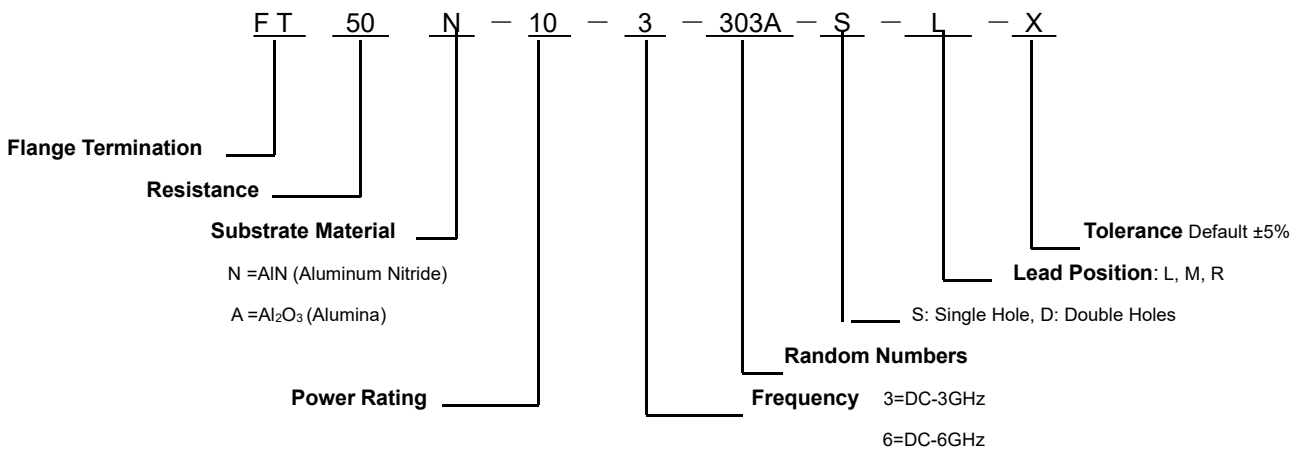 FT 50 N — 10 — 3 — 303A — S — L — X
Flange Termination
Resistance
Substrate Material
Tolerance Default ±5%
N =AlN (Aluminum Nitride)
Lead Position: L, M, R
A =Al₂O₃ (Alumina)
S: Single Hole, D: Double Holes
Random Numbers
Power Rating
Frequency 3=DC-3GHz
6=DC-6GHz